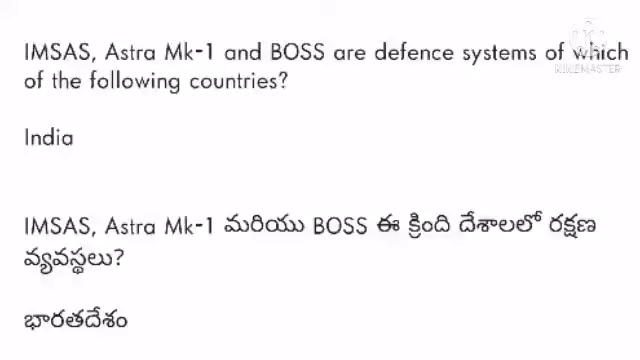 IMSAS, Astra Mk-1 and BOSS are defence systems of which
of the following countries?
India
IMSAS, Astra Mk-1 మరియు BOSS ఈ క్రింది దేశాలలో రక్షణ
వ్యవస్థలు?
భారతదేశం
KINEMASTER